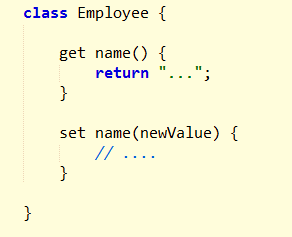 class Employee {
get name() {
return "...";
}
set name(newValue) {
// ....
}
}